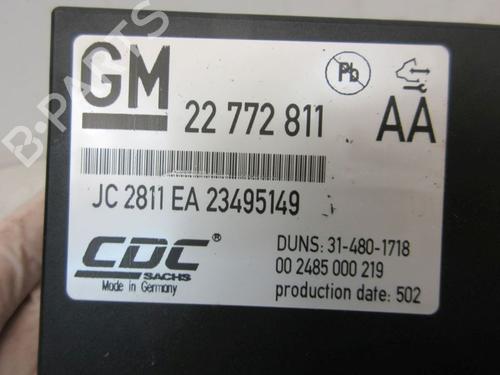 GM
Pb
22 772 811
AA
JC 2811 EA 23495149
CDC®
SACHS
Made in Germany
DUNS: 31-480-1718
00 2485 000 219
production date: 502
B-PARTS